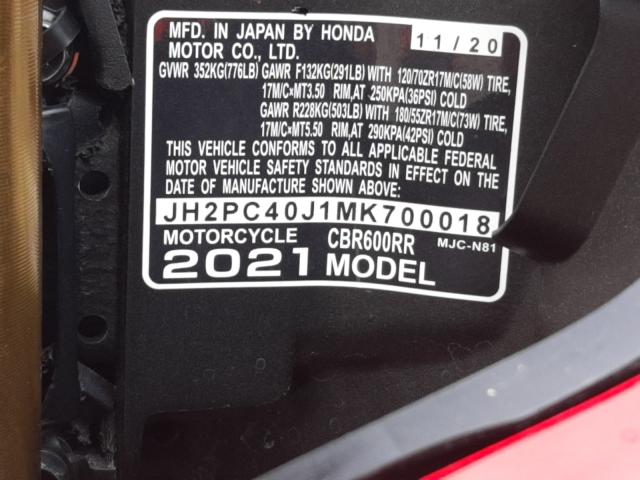 MFD. IN JAPAN BY HONDA 11/20
MOTOR CO., LTD.
GVWR 352KG(776LB) GAWR F132KG(291LB) WITH 120/70ZR17M/C(58W) TIRE,
17M/C×MT3.50 RIM, AT 250KPA(36PSI) COLD
GAWR R228KG(503LB) WITH 180/55ZR17M/C(73W) TIRE,
17M/C×MT5.50 RIM, AT 290KPA(42PSI) COLD
THIS VEHICLE CONFORMS TO ALL APPLICABLE FEDERAL
MOTOR VEHICLE SAFETY STANDARDS IN EFFECT ON THE
DATE OF MANUFACTURE SHOWN ABOVE.
JH2PC40J1MK700018
MOTORCYCLE CBR600RR MJC-N81
2021 MODEL